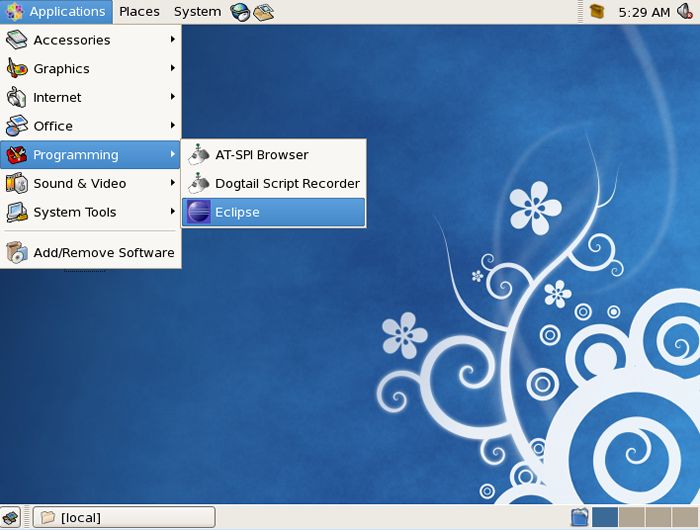 Applications Places System 5:29 AM
Accessories
Graphics
Internet
Office
Programming
Sound & Video
System Tools
Add/Remove Software
AT-SPI Browser
Dogtail Script Recorder
Eclipse
[local]